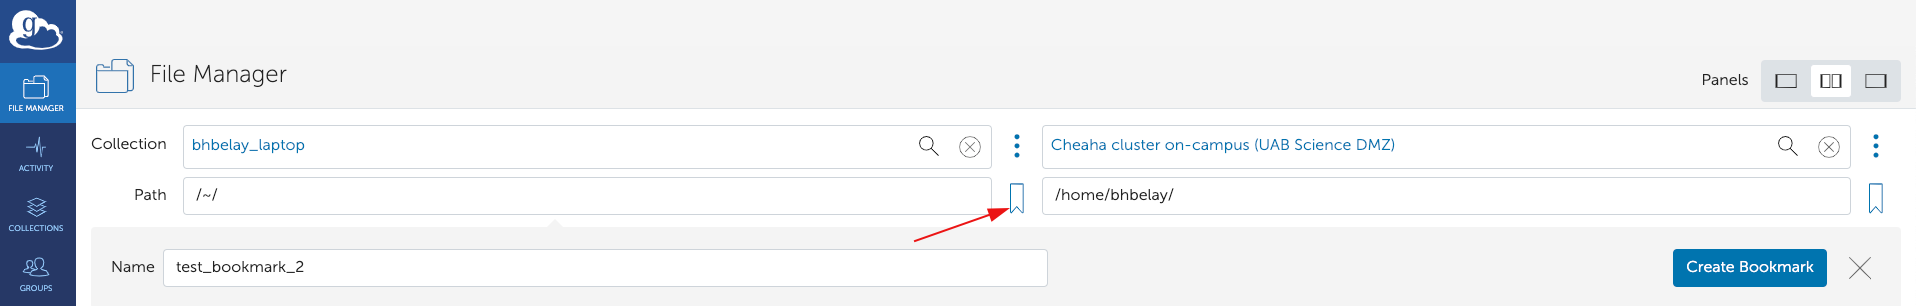 g
File Manager
Panels
FILE MANAGER
ACTIVITY
COLLECTIONS
GROUPS
Collection bhbelay_laptop Cheaha cluster on-campus (UAB Science DMZ)
Path /~/ /home/bhbelay/
Name test_bookmark_2 Create Bookmark